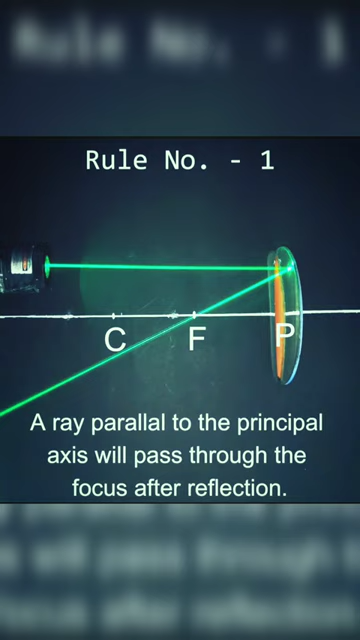 Rule No. - 1
C F P
A ray parallal to the principal
axis will pass through the
focus after reflection.